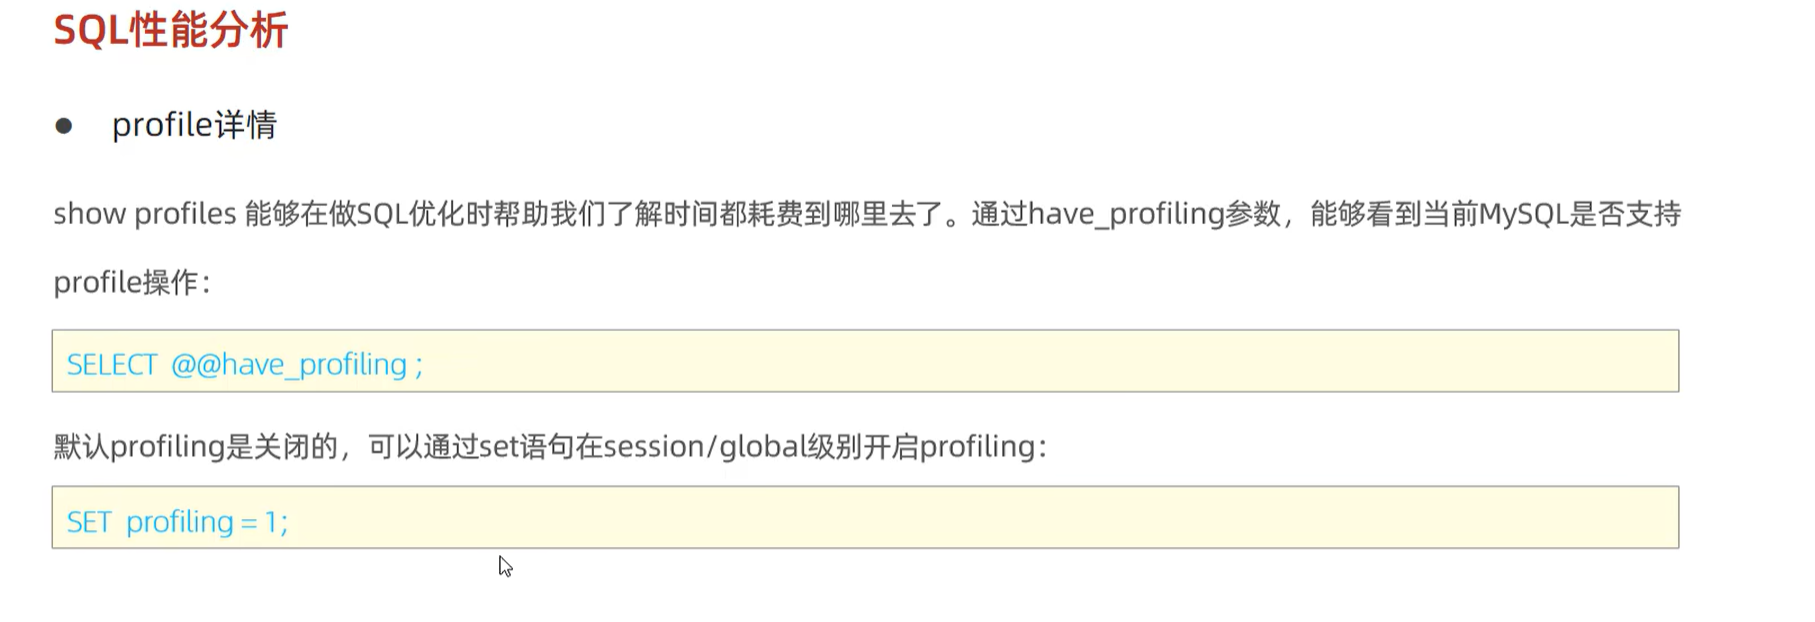 SQL性能分析
● profile详情
show profiles 能够在做SQL优化时帮助我们了解时间都耗费到哪里去了。通过have_profiling参数，能够看到当前MySQL是否支持
profile操作：
SELECT @@have_profiling ;
默认profiling是关闭的，可以通过set语句在session/global级别开启profiling：
SET profiling = 1;